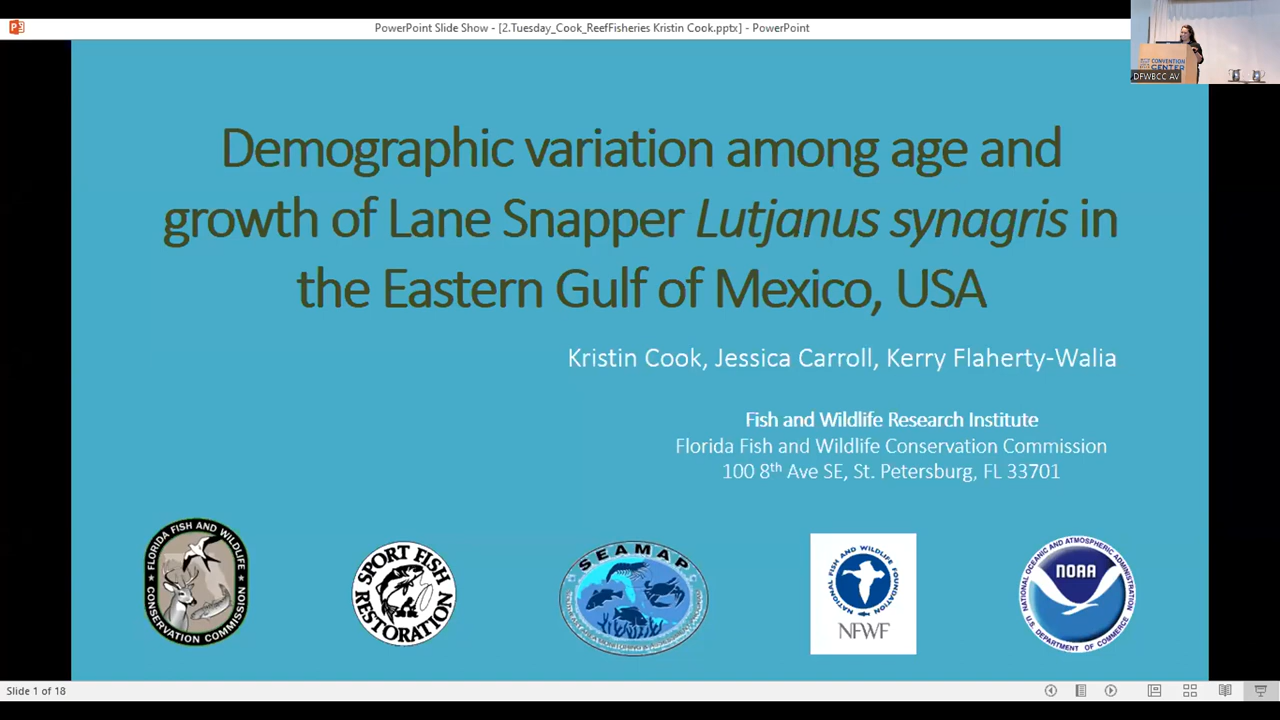 PowerPoint Slide Show - [2.Tuesday_Cook_ReefFisheries Kristin Cook.pptx] - PowerPoint
CONVENTION
CENTER
DFWBCC AV
Demographic variation among age and
growth of Lane Snapper Lutjanus synagris in
the Eastern Gulf of Mexico, USA
Kristin Cook, Jessica Carroll, Kerry Flaherty-Walia
Fish and Wildlife Research Institute
Florida Fish and Wildlife Conservation Commission
100 8th Ave SE, St. Petersburg, FL 33701
FLORIDA FISH AND WILDLIFE
CONSERVATION COMMISSION
SPORT FISH
RESTORATION
SEAMAP
NATIONAL FISH AND WILDLIFE FOUNDATION
NFWF
NATIONAL OCEANIC AND ATMOSPHERIC ADMINISTRATION
NOAA
U.S. DEPARTMENT OF COMMERCE
Slide 1 of 18